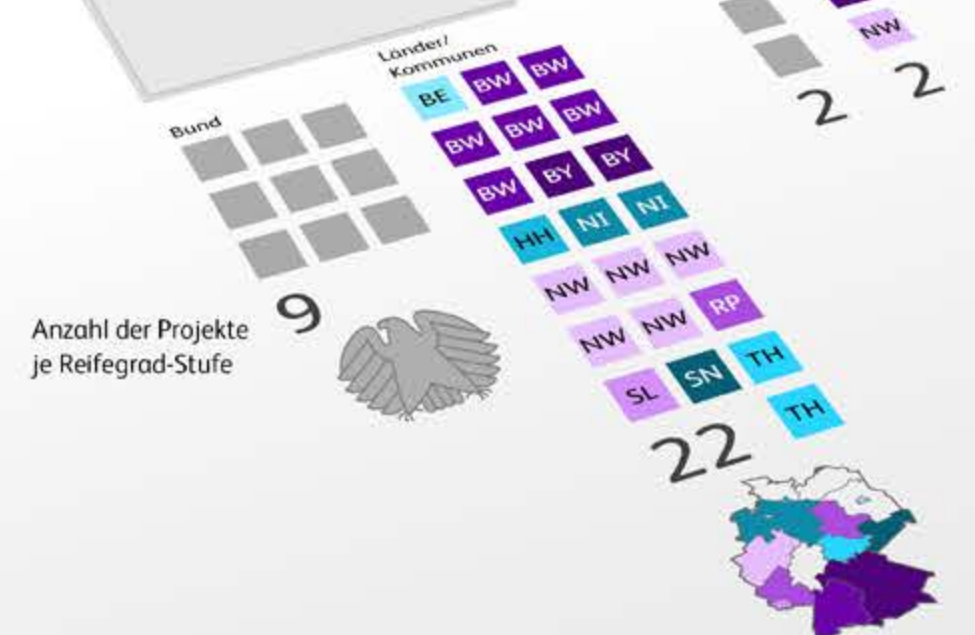 Länder/
Kommunen
BE BW BW
BW BW BW
BW BY BY
HH NI NI
NW NW NW
NW NW RP
SL SN TH
TH
22
Bund
9
Anzahl der Projekte
je Reifegrad-Stufe
NW
2 2